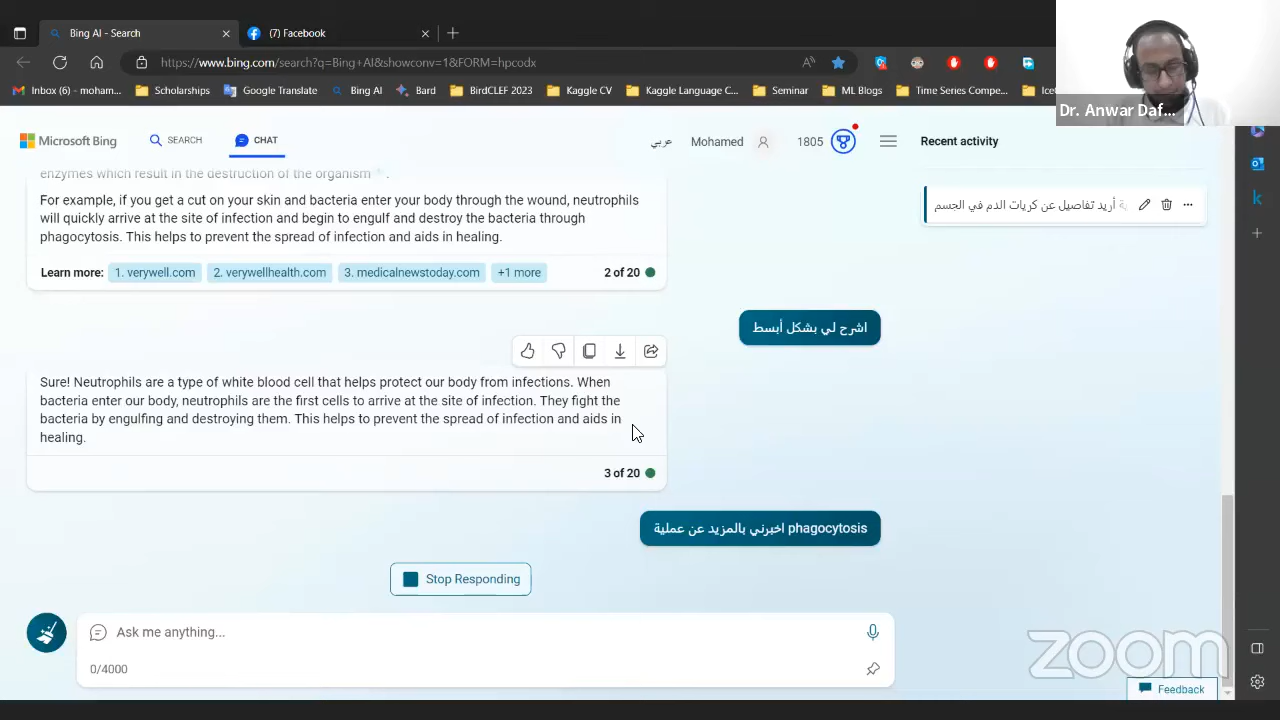 Bing AI - Search
(7) Facebook
https://www.bing.com/search?q=Bing+AI&showconv=1&FORM=hpcodx
Inbox (6) - moham...
Scholarships
Google Translate
Bing AI
Bard
BirdCLEF 2023
Kaggle CV
Kaggle Language C...
Seminar
ML Blogs
Time Series Compe...
Dr. Anwar Daf...
Microsoft Bing
SEARCH
CHAT
عربي
Mohamed
1805
Recent activity
enzymes which result in the destruction of the organism
أريد تفاصيل عن كريات الدم في الجسم
For example, if you get a cut on your skin and bacteria enter your body through the wound, neutrophils
will quickly arrive at the site of infection and begin to engulf and destroy the bacteria through
phagocytosis. This helps to prevent the spread of infection and aids in healing.
Learn more: 1. verywell.com 2. verywellhealth.com 3. medicalnewstoday.com +1 more 2 of 20
اشرح لي بشكل أبسط
Sure! Neutrophils are a type of white blood cell that helps protect our body from infections. When
bacteria enter our body, neutrophils are the first cells to arrive at the site of infection. They fight the
bacteria by engulfing and destroying them. This helps to prevent the spread of infection and aids in
healing.
3 of 20
اخبرني بالمزيد عن عملية phagocytosis
Stop Responding
Ask me anything...
0/4000
zoom
Feedback